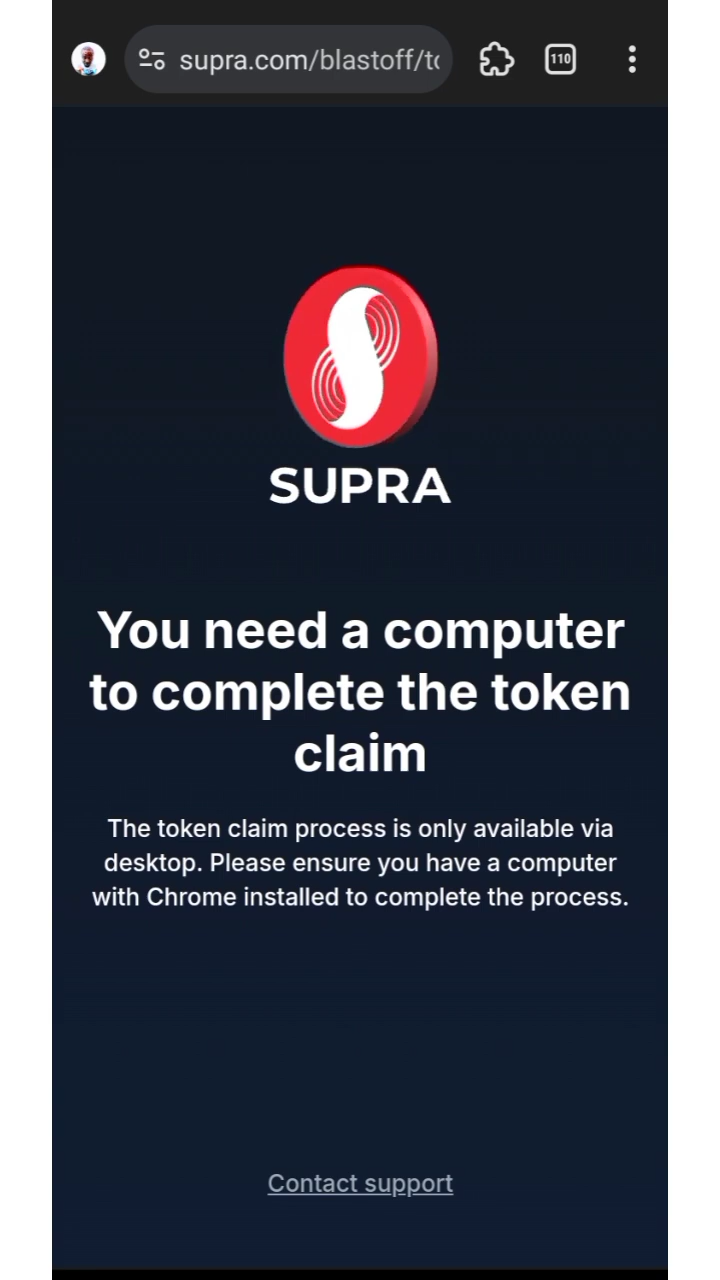 supra.com/blastoff/to
110
SUPRA
You need a computer
to complete the token
claim
The token claim process is only available via
desktop. Please ensure you have a computer
with Chrome installed to complete the process.
Contact support